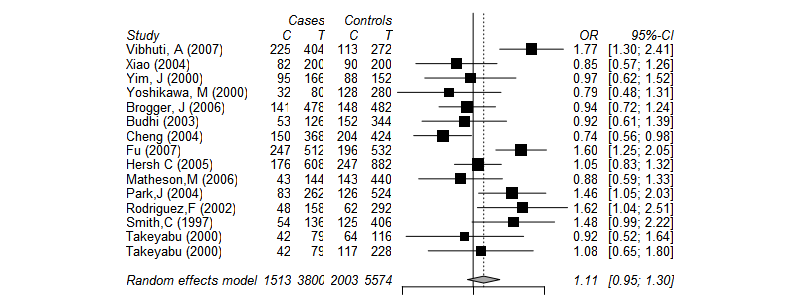 Cases Controls
Study C T C T OR 95%-CI
Vibhuti, A (2007) 225 404 113 272 1.77 [1.30; 2.41]
Xiao (2004) 82 200 90 200 0.85 [0.57; 1.26]
Yim, J (2000) 95 166 88 152 0.97 [0.62; 1.52]
Yoshikawa, M (2000) 32 80 128 280 0.79 [0.48; 1.31]
Brogger, J (2006) 141 478 148 482 0.94 [0.72; 1.24]
Budhi (2003) 53 126 152 344 0.92 [0.61; 1.39]
Cheng (2004) 150 368 204 424 0.74 [0.56; 0.98]
Fu (2007) 247 512 196 532 1.60 [1.25; 2.05]
Hersh C (2005) 176 608 247 882 1.05 [0.83; 1.32]
Matheson,M (2006) 43 144 143 440 0.88 [0.59; 1.33]
Park,J (2004) 83 262 126 524 1.46 [1.05; 2.03]
Rodriguez,F (2002) 48 158 62 292 1.62 [1.04; 2.51]
Smith,C (1997) 54 136 125 406 1.48 [0.99; 2.22]
Takeyabu (2000) 42 79 64 116 0.92 [0.52; 1.64]
Takeyabu (2000) 42 79 117 228 1.08 [0.65; 1.80]
Random effects model 1513 3800 2003 5574 1.11 [0.95; 1.30]